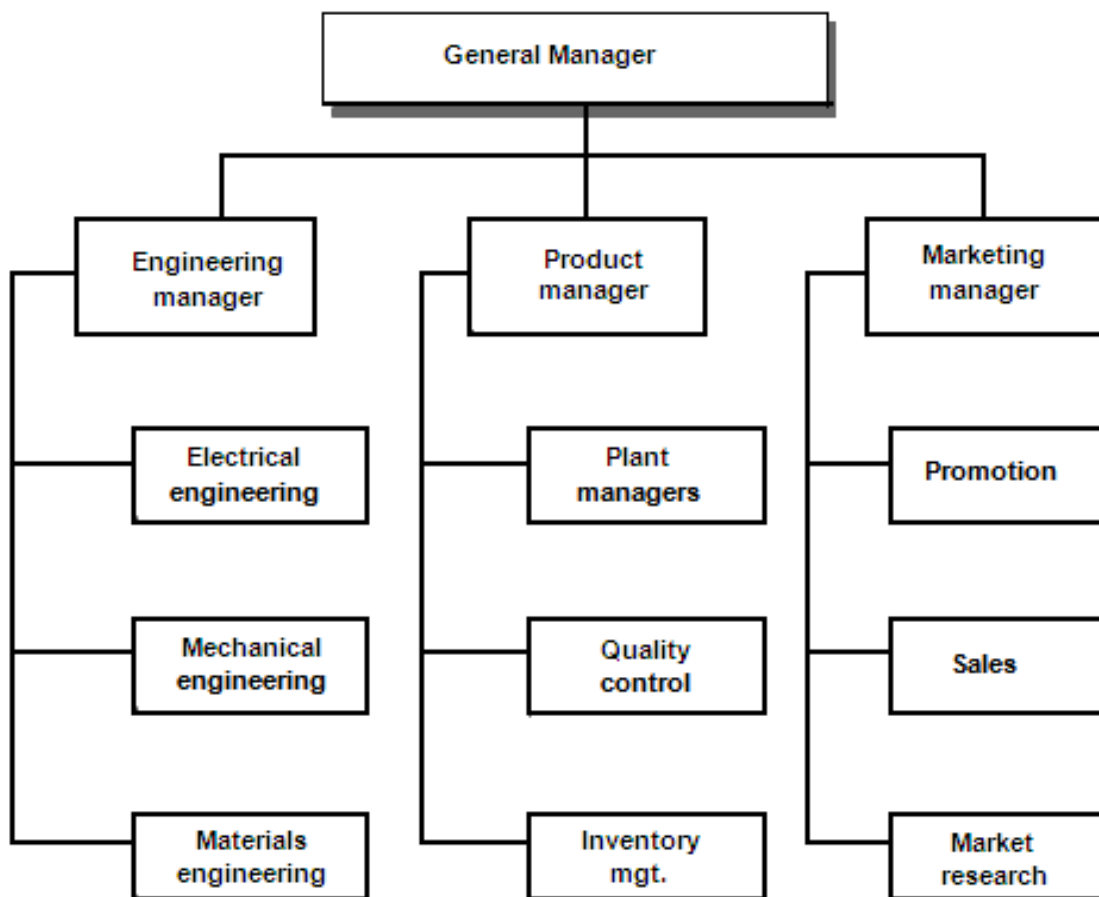 General Manager
Engineering
manager
Product
manager
Marketing
manager
Electrical
engineering
Plant
managers
Promotion
Mechanical
engineering
Quality
control
Sales
Materials
engineering
Inventory
mgt.
Market
research